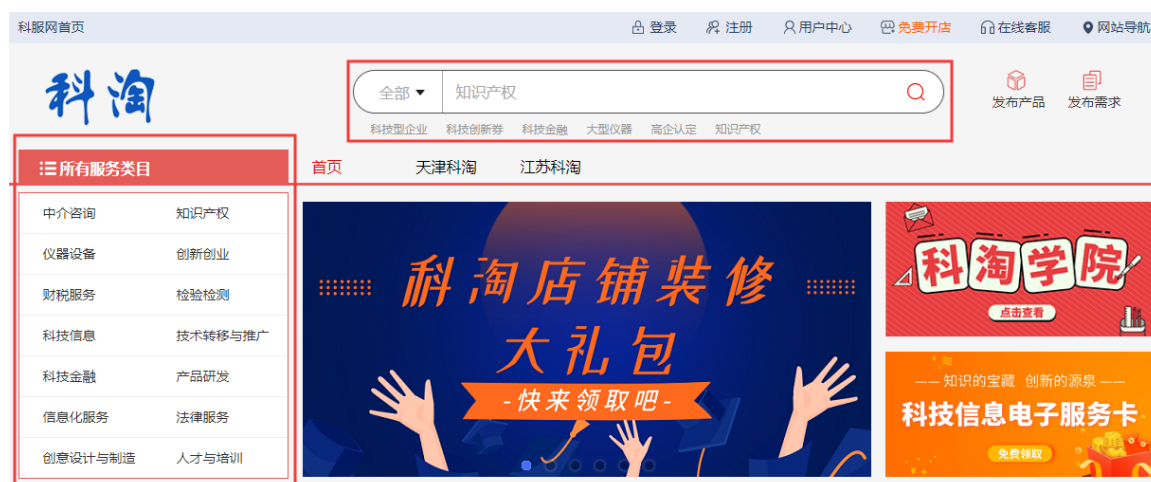 科服网首页 登录 注册 用户中心 免费开店 在线客服 网站导航
科淘
全部 知识产权
发布产品 发布需求
科技型企业 科技创新券 科技金融 大型仪器 高企认定 知识产权
所有服务类目 首页 天津科淘 江苏科淘
中介咨询 知识产权
仪器设备 创新创业
财税服务 检验检测
科技信息 技术转移与推广
科技金融 产品研发
信息化服务 法律服务
创意设计与制造 人才与培训
科淘店铺装修
大礼包
-快来领取吧-
科淘学院
点击查看
——知识的宝藏 创新的源泉——
科技信息电子服务卡
免费领取